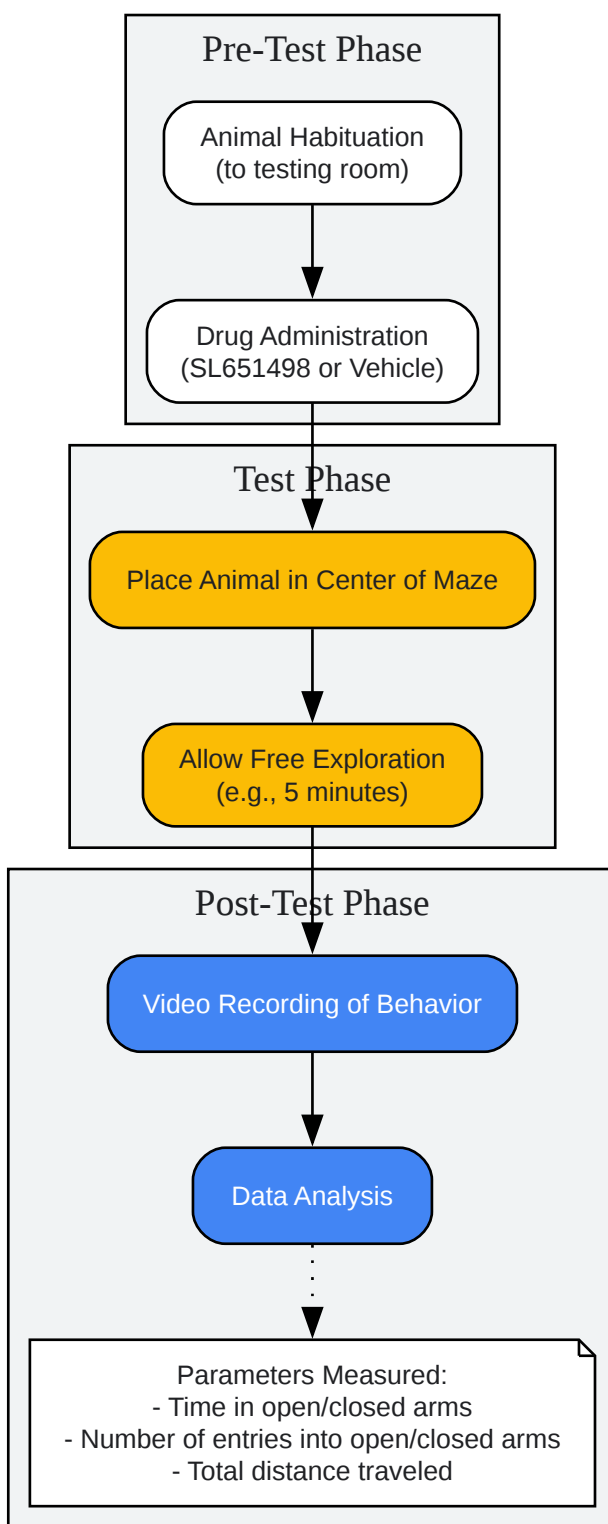 Pre-Test Phase
Animal Habituation
(to testing room)
Drug Administration
(SL651498 or Vehicle)
Test Phase
Place Animal in Center of Maze
Allow Free Exploration
(e.g., 5 minutes)
Post-Test Phase
Video Recording of Behavior
Data Analysis
Parameters Measured:
- Time in open/closed arms
- Number of entries into open/closed arms
- Total distance traveled